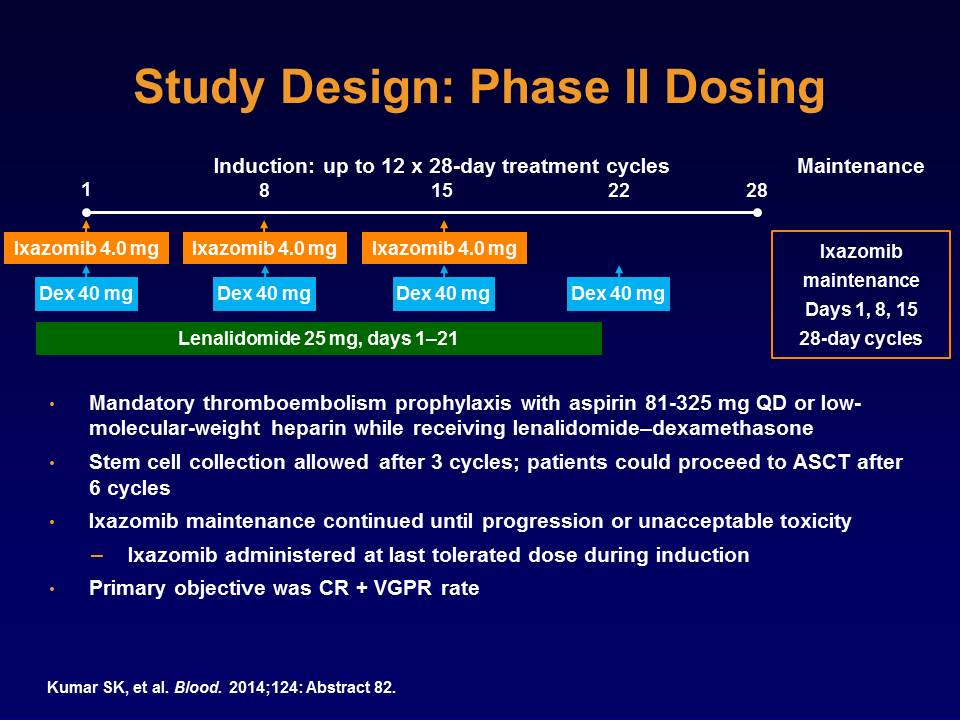 Study Design: Phase II Dosing
Induction: up to 12 x 28-day treatment cycles
Maintenance
1 8 15 22 28
Ixazomib 4.0 mg Ixazomib 4.0 mg Ixazomib 4.0 mg
Dex 40 mg Dex 40 mg Dex 40 mg Dex 40 mg
Lenalidomide 25 mg, days 1–21
Ixazomib
maintenance
Days 1, 8, 15
28-day cycles
• Mandatory thromboembolism prophylaxis with aspirin 81-325 mg QD or low-
molecular-weight heparin while receiving lenalidomide–dexamethasone
• Stem cell collection allowed after 3 cycles; patients could proceed to ASCT after
6 cycles
• Ixazomib maintenance continued until progression or unacceptable toxicity
– Ixazomib administered at last tolerated dose during induction
• Primary objective was CR + VGPR rate
Kumar SK, et al. Blood. 2014;124: Abstract 82.